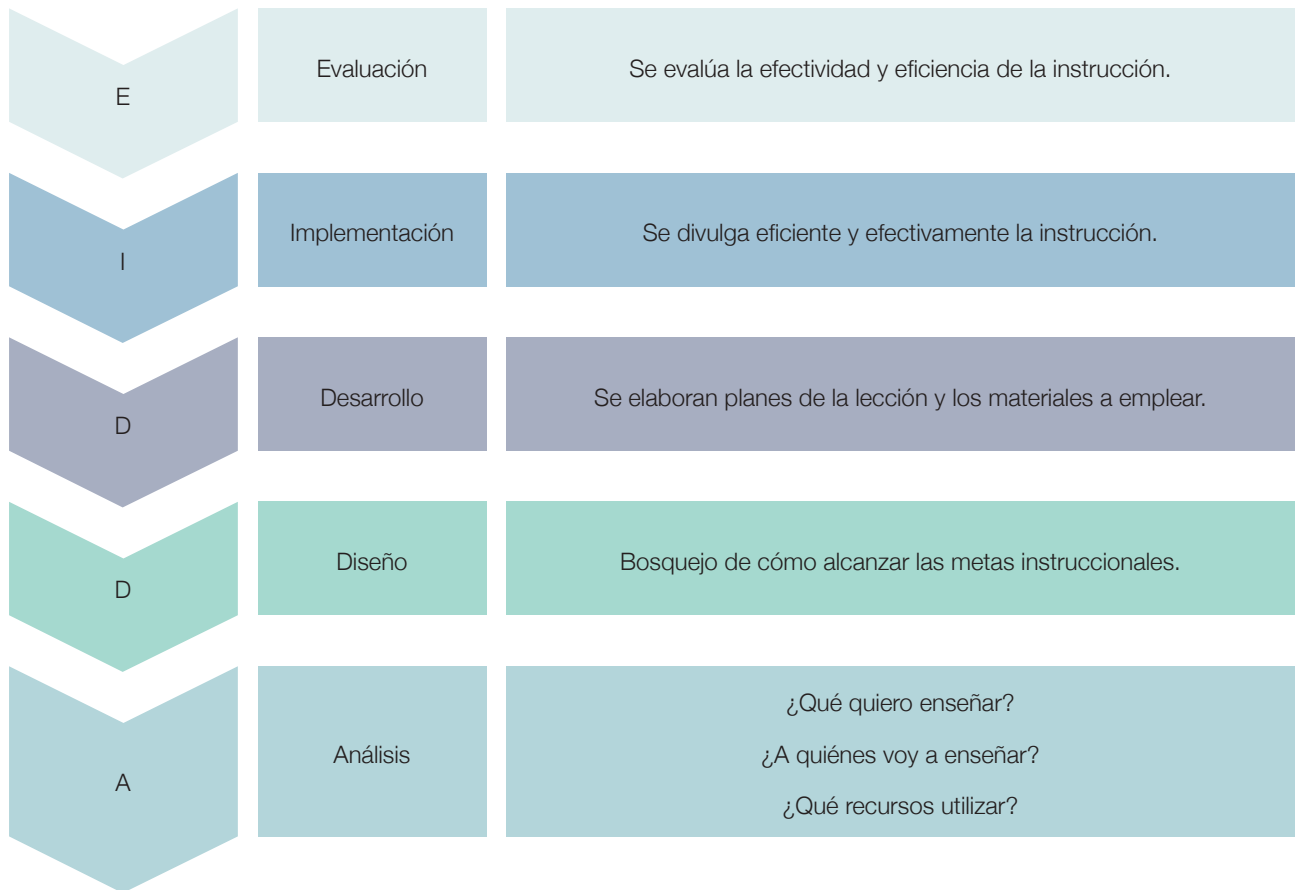 E
Evaluación
Se evalúa la efectividad y eficiencia de la instrucción.
I
Implementación
Se divulga eficiente y efectivamente la instrucción.
D
Desarrollo
Se elaboran planes de la lección y los materiales a emplear.
D
Diseño
Bosquejo de cómo alcanzar las metas instruccionales.
A
Análisis
¿Qué quiero enseñar?
¿A quiénes voy a enseñar?
¿Qué recursos utilizar?